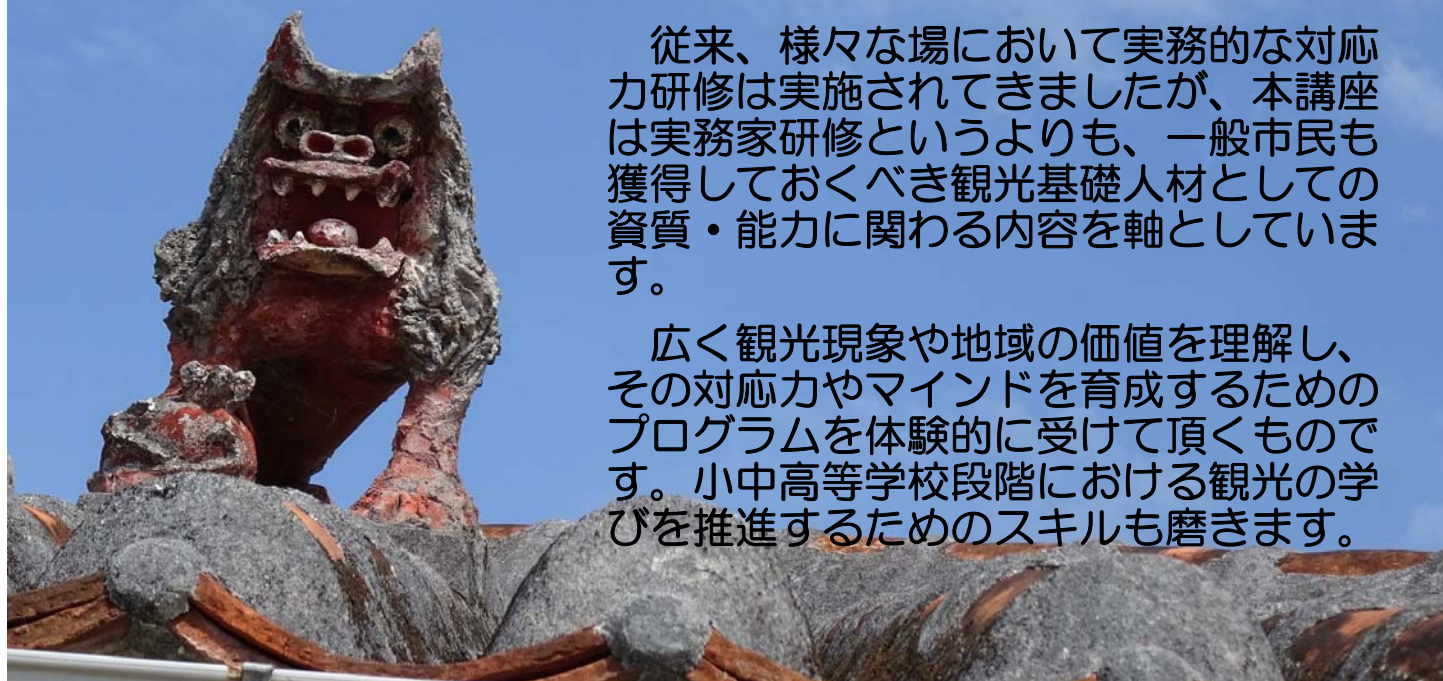 従来、様々な場において実務的な対応
力研修は実施されてきましたが、本講座
は実務家研修というよりも、一般市民も
獲得しておくべき観光基礎人材としての
資質・能力に関わる内容を軸としていま
す。
広く観光現象や地域の価値を理解し、
その対応力やマインドを育成するための
プログラムを体験的に受けて頂くもので
す。小中高等学校段階における観光の学
びを推進するためのスキルも磨きます。